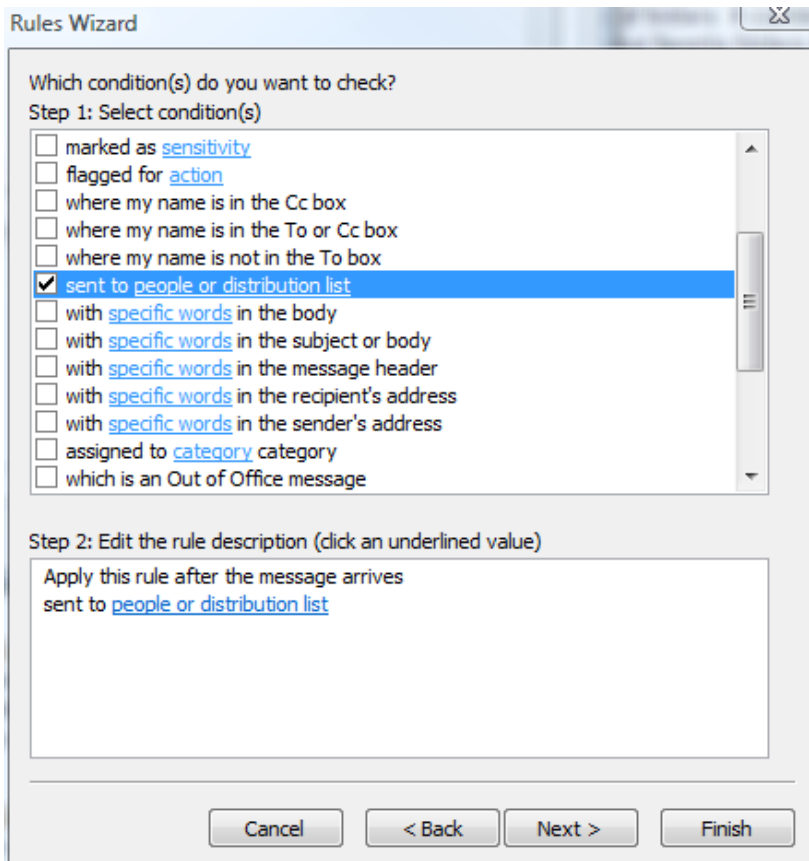 Rules Wizard
Which condition(s) do you want to check?
Step 1: Select condition(s)
marked as sensitivity
flagged for action
where my name is in the Cc box
where my name is in the To or Cc box
where my name is not in the To box
sent to people or distribution list
with specific words in the body
with specific words in the subject or body
with specific words in the message header
with specific words in the recipient's address
with specific words in the sender's address
assigned to category category
which is an Out of Office message
Step 2: Edit the rule description (click an underlined value)
Apply this rule after the message arrives
sent to people or distribution list
Cancel
< Back
Next >
Finish